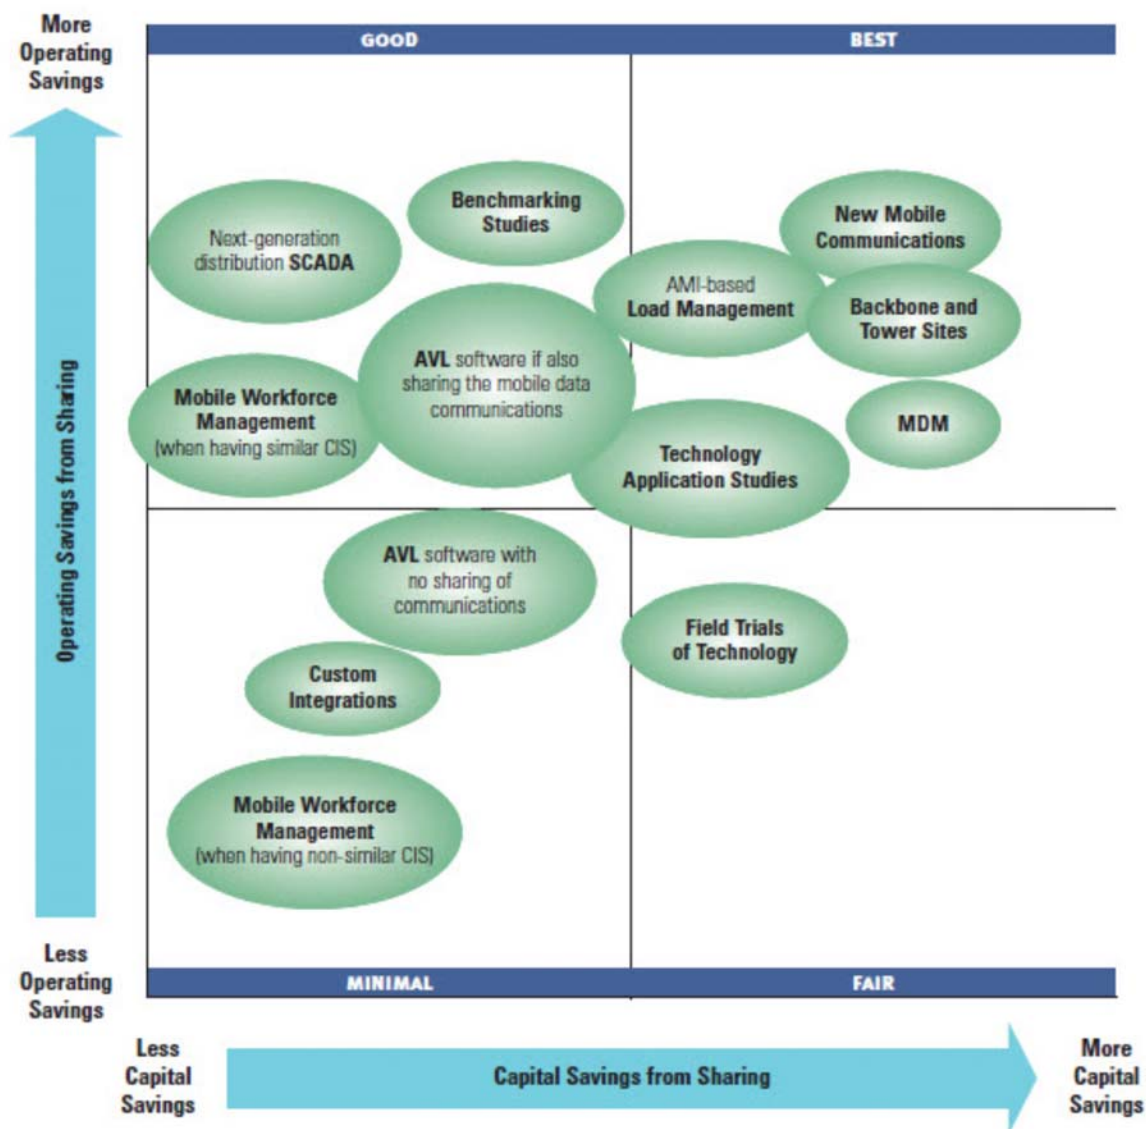 More
Operating
Savings
GOOD
BEST
Benchmarking
Studies
New Mobile
Communications
Next-generation
distribution SCADA
AMI-based
Load Management
Backbone and
Tower Sites
AVL software if also
sharing the mobile data
communications
Mobile Workforce
Management
(when having similar CIS)
MDM
Technology
Application Studies
Operating Savings from Sharing
AVL software with
no sharing of
communications
Field Trials
of Technology
Custom
Integrations
Mobile Workforce
Management
(when having non-similar CIS)
Less
Operating
Savings
MINIMAL
FAIR
Less
Capital
Savings
Capital Savings from Sharing
More
Capital
Savings